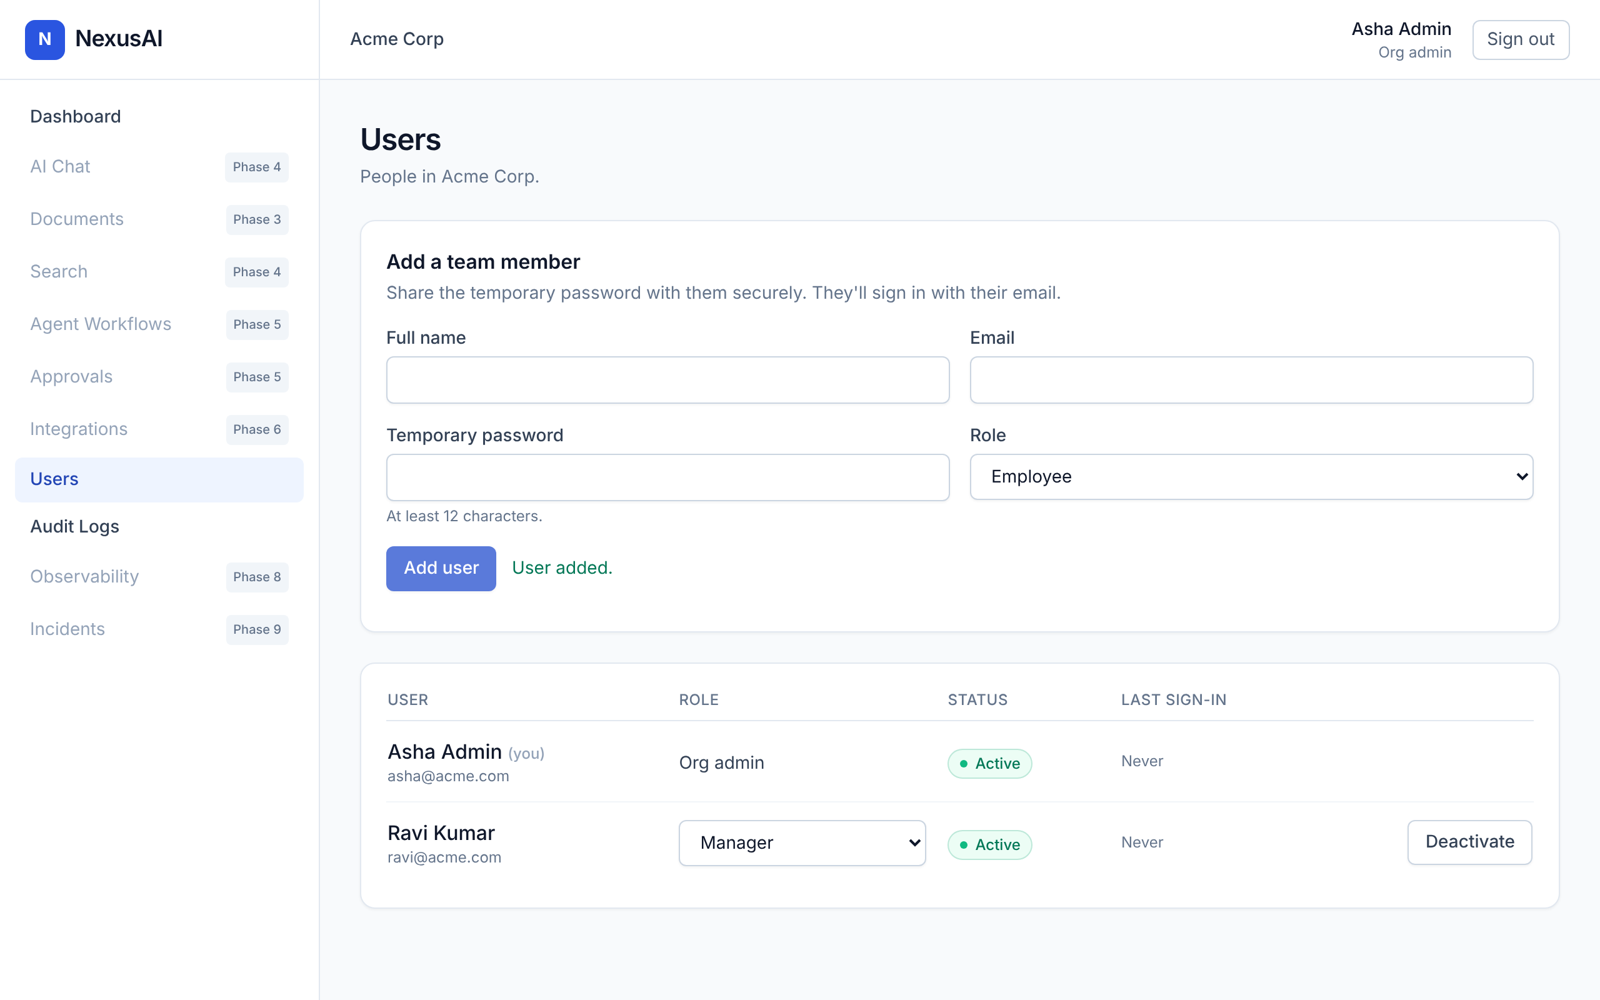 N NexusAI
Acme Corp
Asha Admin
Org admin
Sign out
Dashboard
AI Chat Phase 4
Documents Phase 3
Search Phase 4
Agent Workflows Phase 5
Approvals Phase 5
Integrations Phase 6
Users
Audit Logs
Observability Phase 8
Incidents Phase 9
Users
People in Acme Corp.
Add a team member
Share the temporary password with them securely. They'll sign in with their email.
Full name Email
Temporary password Role
Employee
At least 12 characters.
Add user User added.
USER ROLE STATUS LAST SIGN-IN
Asha Admin (you)
asha@acme.com
Org admin Active Never
Ravi Kumar
ravi@acme.com
Manager Active Never Deactivate